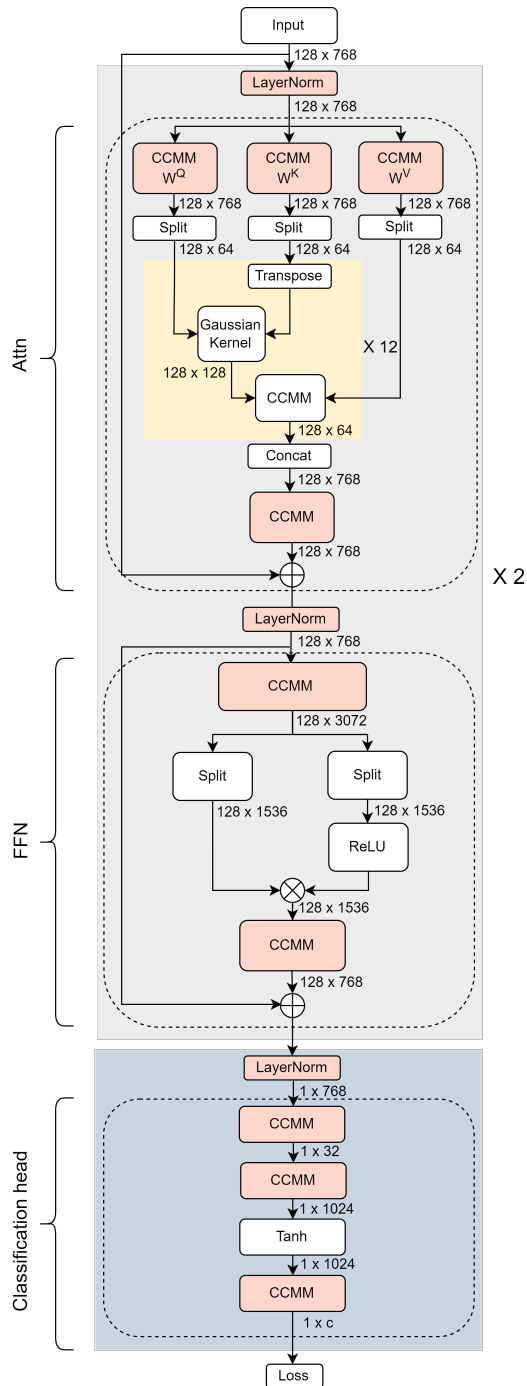 Input
128 x 768
LayerNorm
128 x 768
CCMM
W^Q
CCMM
W^K
CCMM
W^V
128 x 768
128 x 768
128 x 768
Split
Split
Split
128 x 64
128 x 64
128 x 64
Transpose
Gaussian
Kernel
X 12
128 x 128
CCMM
128 x 64
Concat
128 x 768
CCMM
128 x 768
Attn
X 2
LayerNorm
128 x 768
CCMM
128 x 3072
Split
Split
128 x 1536
128 x 1536
ReLU
128 x 1536
CCMM
128 x 768
FFN
LayerNorm
1 x 768
CCMM
1 x 32
CCMM
1 x 1024
Tanh
1 x 1024
CCMM
1 x c
Classification head
Loss